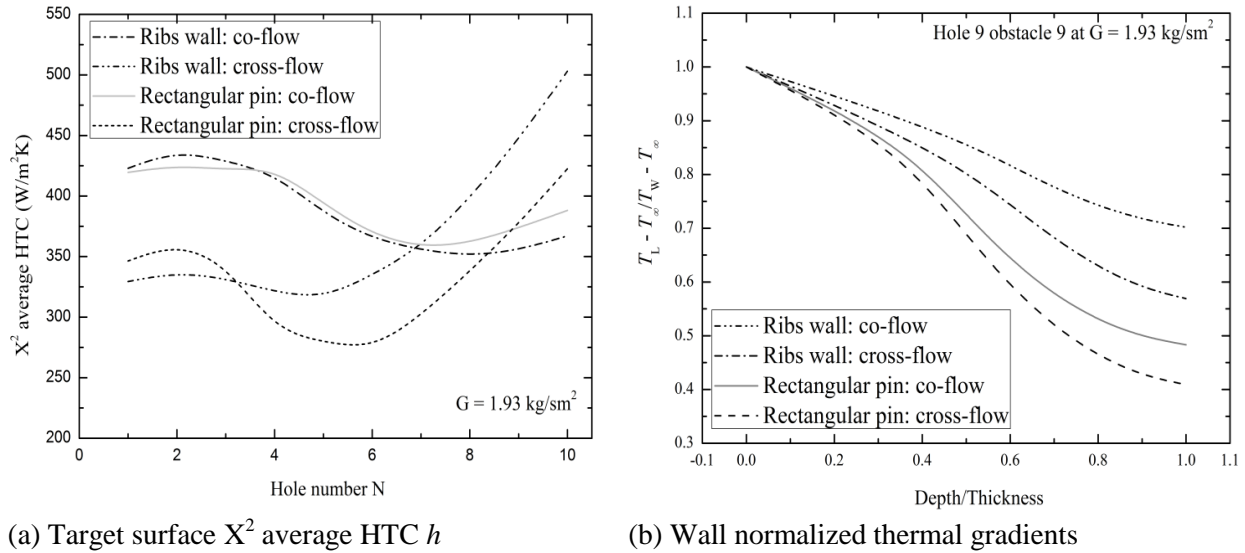 550
500
450
400
350
300
250
200
X² average HTC (W/m²K)
Ribs wall: co-flow
Ribs wall: cross-flow
Rectangular pin: co-flow
Rectangular pin: cross-flow
G = 1.93 kg/sm²
0 2 4 6 8 10
Hole number N
(a) Target surface X² average HTC h
1.1
1.0
0.9
0.8
0.7
0.6
0.5
0.4
0.3
T_L - T_∞/T_W - T_∞
Hole 9 obstacle 9 at G = 1.93 kg/sm²
Ribs wall: co-flow
Ribs wall: cross-flow
Rectangular pin: co-flow
Rectangular pin: cross-flow
-0.1 0.0 0.2 0.4 0.6 0.8 1.0 1.1
Depth/Thickness
(b) Wall normalized thermal gradients